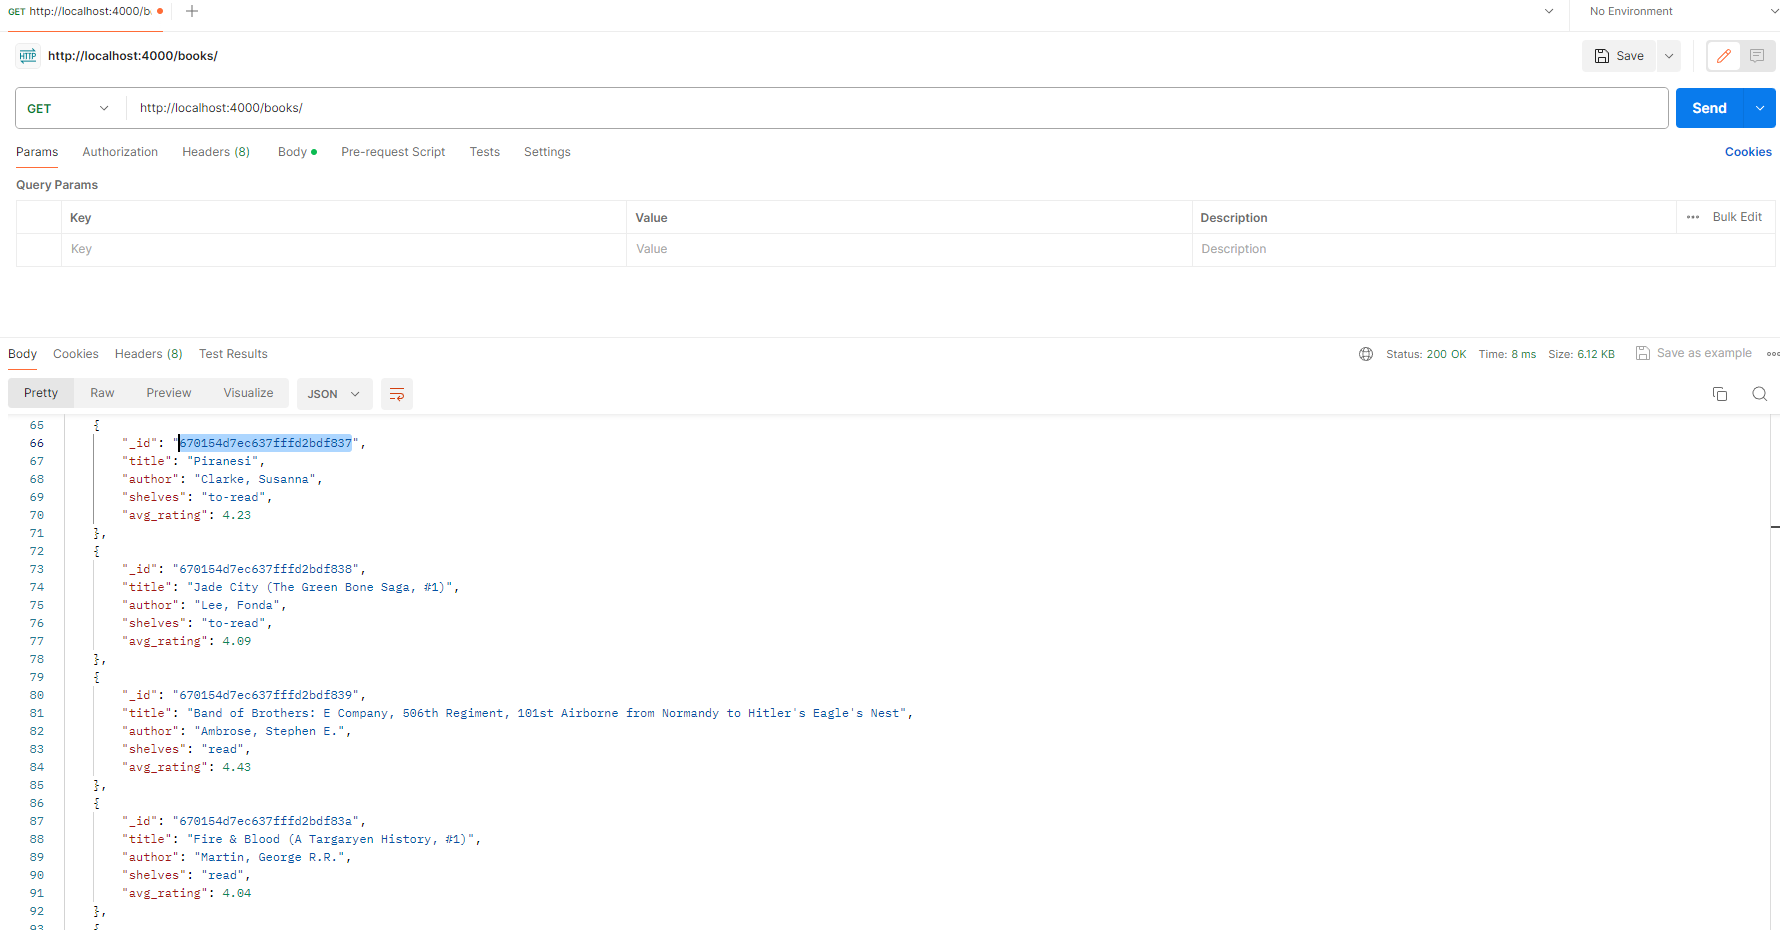 GET http://localhost:4000/b No Environment
HTTP http://localhost:4000/books/ Save
GET http://localhost:4000/books/ Send
Params Authorization Headers (8) Body Pre-request Script Tests Settings Cookies
Query Params
Key Value Description Bulk Edit
Key Value Description
Body Cookies Headers (8) Test Results Status: 200 OK Time: 8 ms Size: 6.12 KB Save as example
Pretty Raw Preview Visualize JSON
65 {
66 "_id": "670154d7ec637fffd2bdf837",
67 "title": "Piranesi",
68 "author": "Clarke, Susanna",
69 "shelves": "to-read",
70 "avg_rating": 4.23
71 },
72 {
73 "_id": "670154d7ec637fffd2bdf838",
74 "title": "Jade City (The Green Bone Saga, #1)",
75 "author": "Lee, Fonda",
76 "shelves": "to-read",
77 "avg_rating": 4.09
78 },
79 {
80 "_id": "670154d7ec637fffd2bdf839",
81 "title": "Band of Brothers: E Company, 506th Regiment, 101st Airborne from Normandy to Hitler's Eagle's Nest",
82 "author": "Ambrose, Stephen E.",
83 "shelves": "read",
84 "avg_rating": 4.43
85 },
86 {
87 "_id": "670154d7ec637fffd2bdf83a",
88 "title": "Fire & Blood (A Targaryen History, #1)",
89 "author": "Martin, George R.R.",
90 "shelves": "read",
91 "avg_rating": 4.04
92 },
93 {